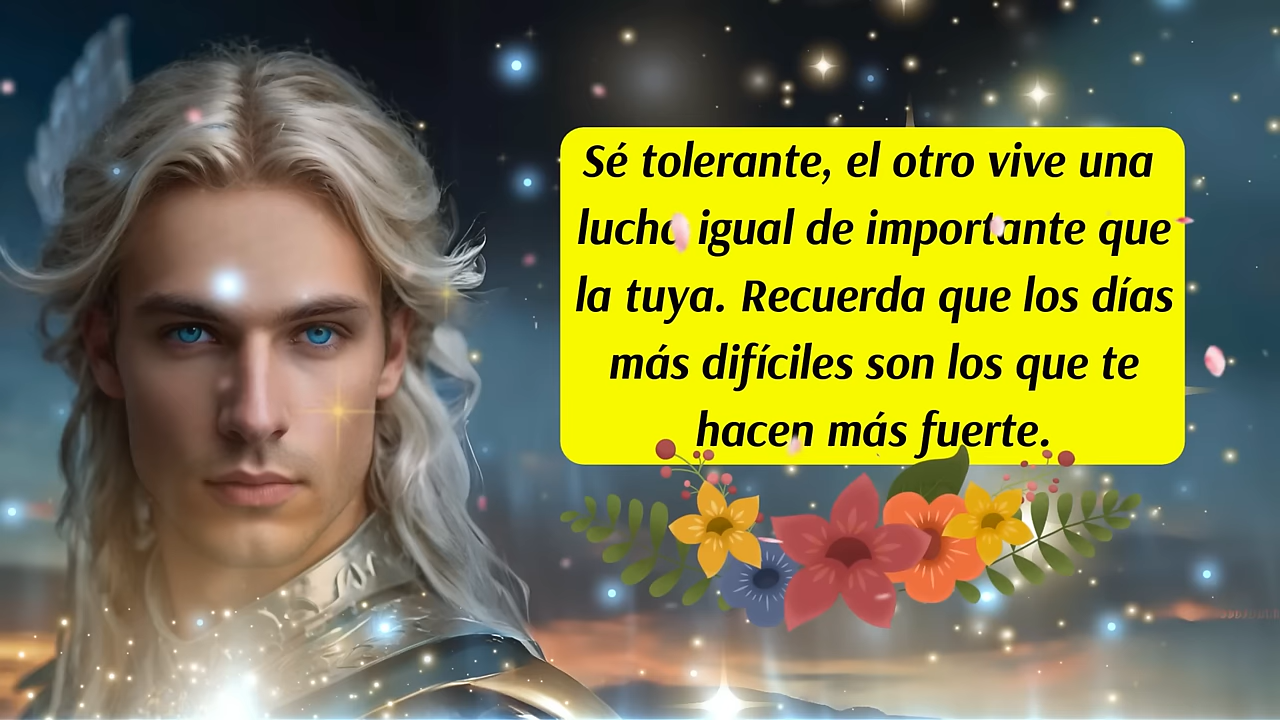 Sé tolerante, el otro vive una
lucha igual de importante que
la tuya. Recuerda que los días
más difíciles son los que te
hacen más fuerte.